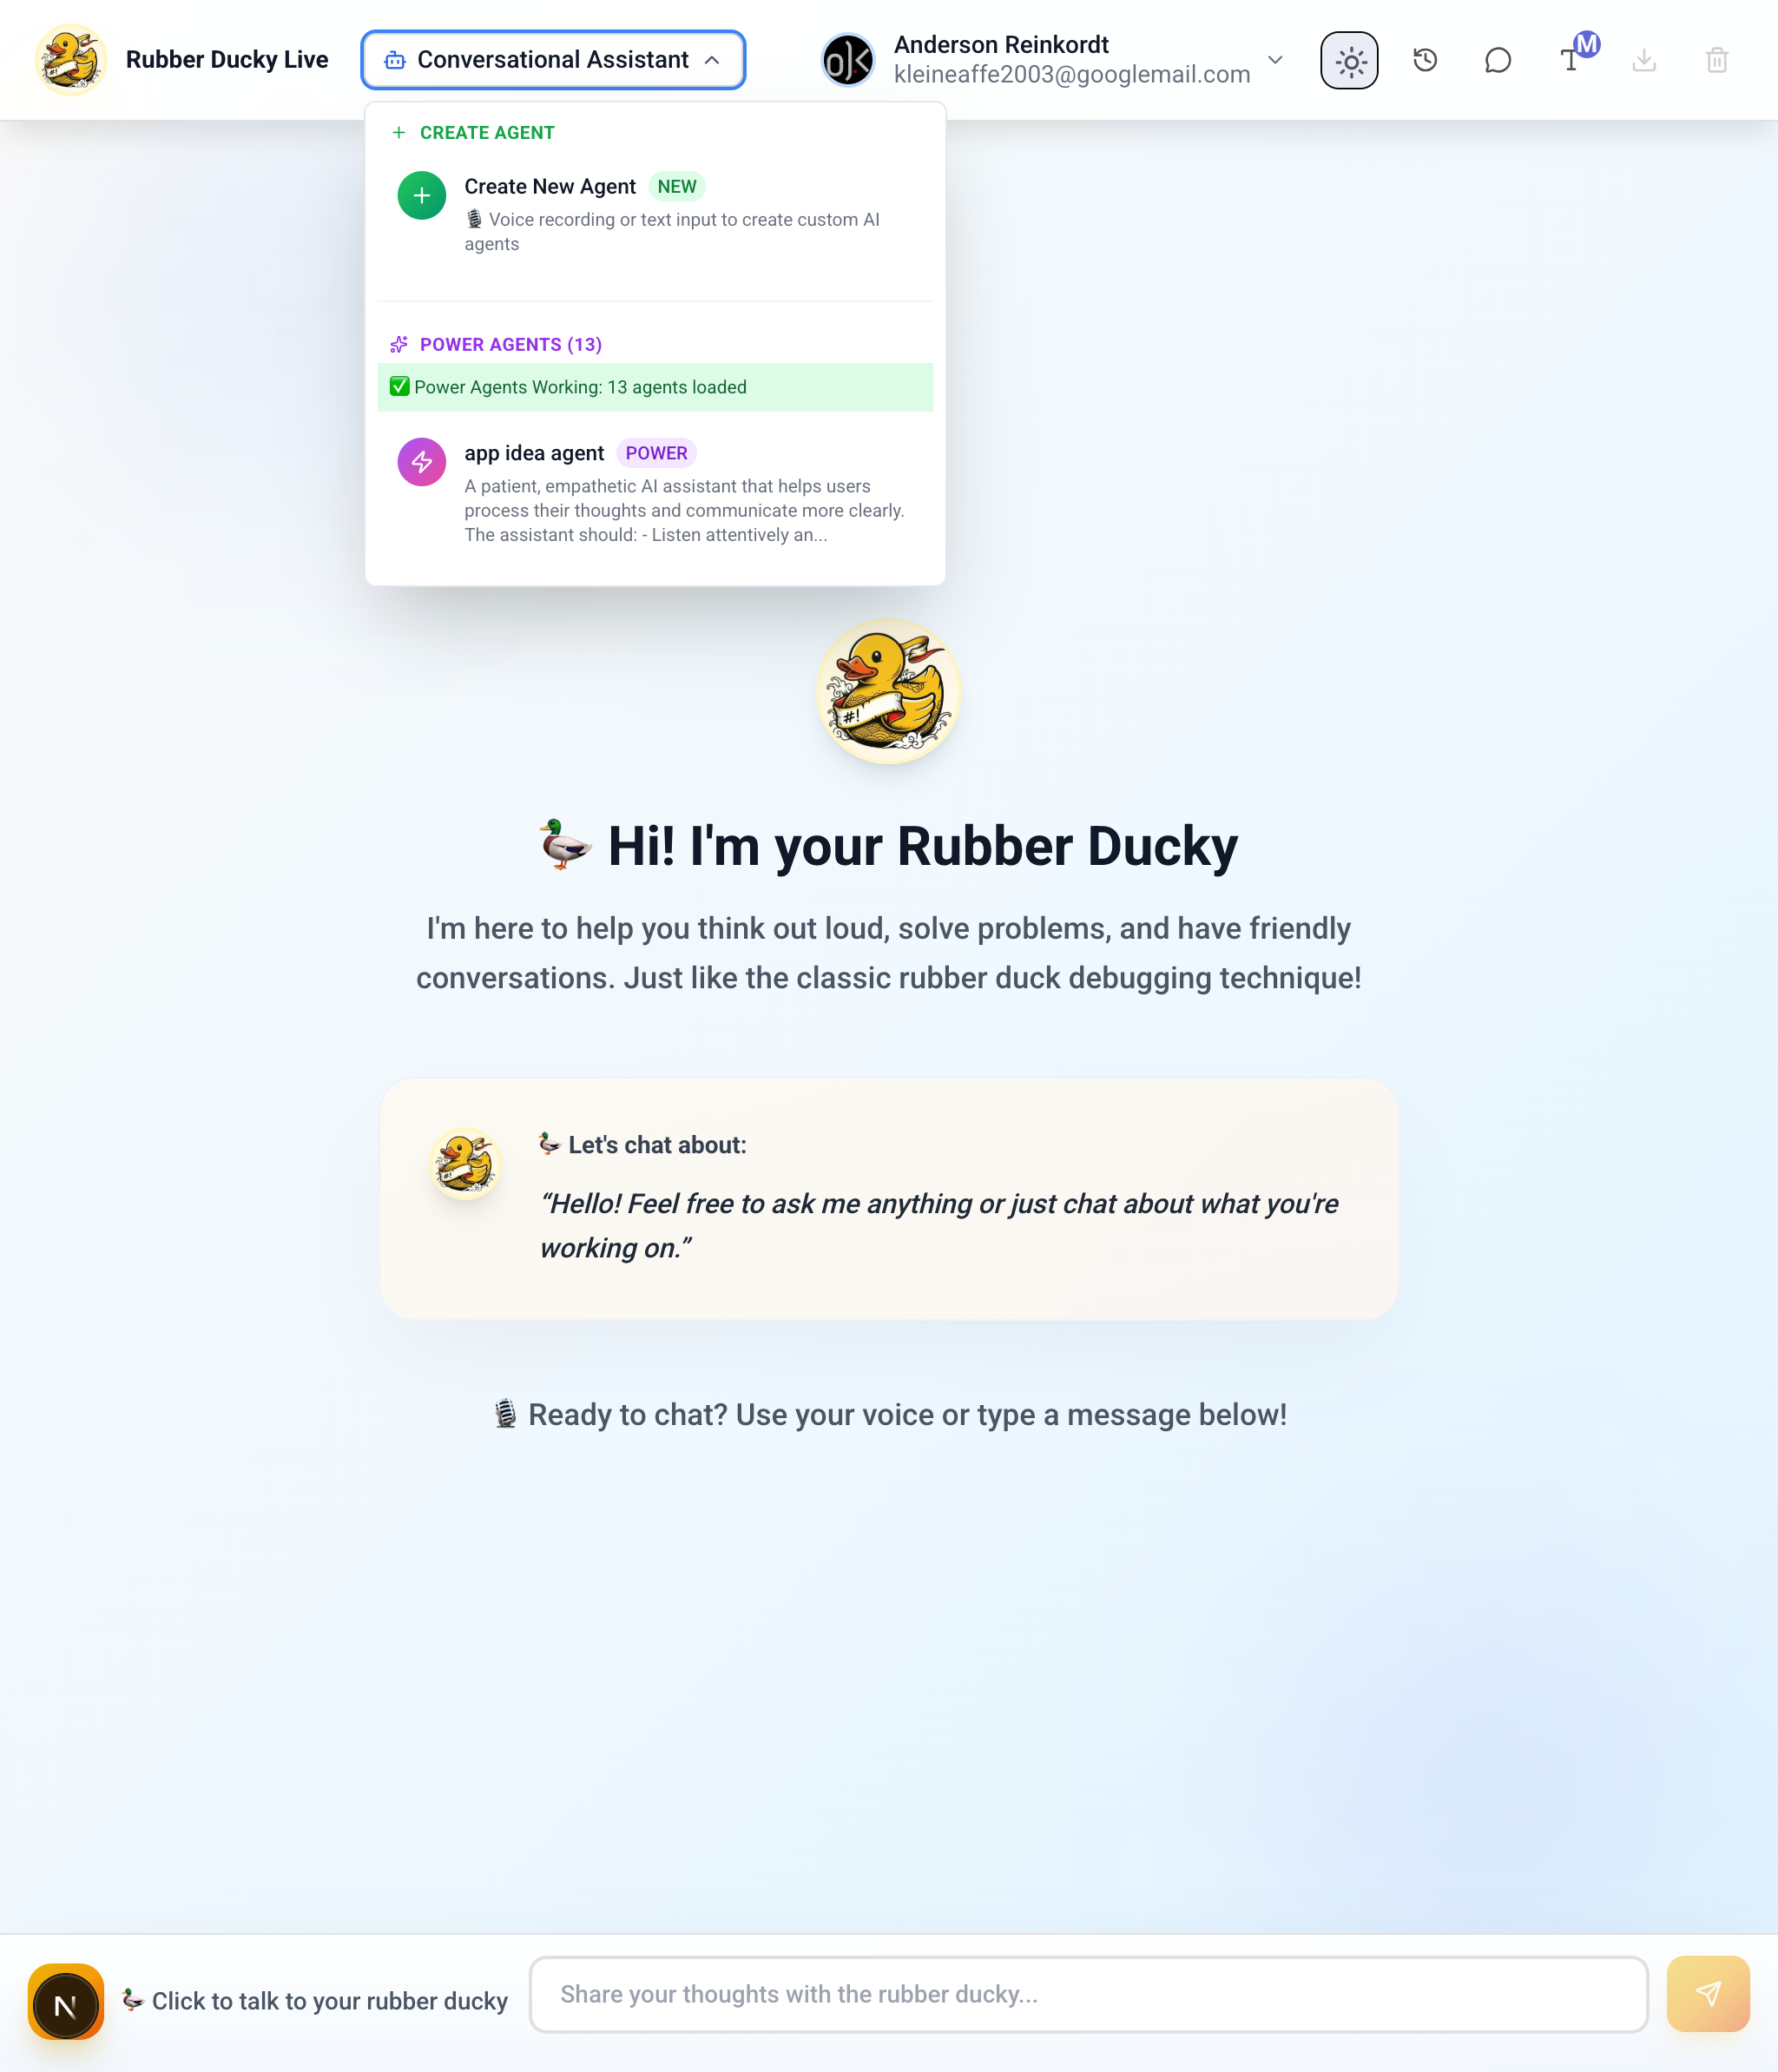 Rubber Ducky Live
Conversational Assistant
Anderson Reinkordt
kleineaffe2003@googlemail.com
T
M
CREATE AGENT
Create New Agent NEW
🎙️ Voice recording or text input to create custom AI
agents
POWER AGENTS (13)
✅ Power Agents Working: 13 agents loaded
app idea agent POWER
A patient, empathetic AI assistant that helps users
process their thoughts and communicate more clearly.
The assistant should: - Listen attentively an...
#!
🦆 Hi! I'm your Rubber Ducky
I'm here to help you think out loud, solve problems, and have friendly
conversations. Just like the classic rubber duck debugging technique!
🦆 Let's chat about:
“Hello! Feel free to ask me anything or just chat about what you're
working on.”
🎙️ Ready to chat? Use your voice or type a message below!
N
🦆 Click to talk to your rubber ducky
Share your thoughts with the rubber ducky...